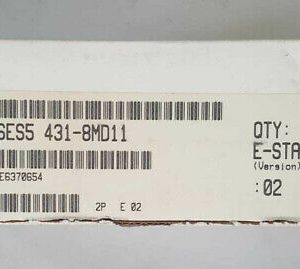 6ES5 431-8MD11
QTY:
E-STA
(Version)
E6370654
:02
2P E 02